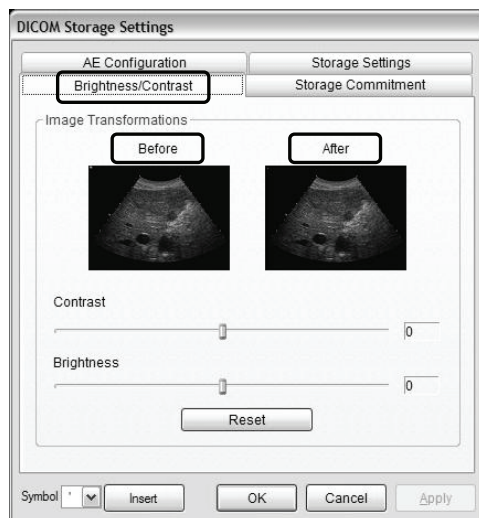 DICOM Storage Settings
AE Configuration Storage Settings
Brightness/Contrast Storage Commitment
Image Transformations
Before After
Contrast
0
Brightness
0
Reset
Symbol ' Insert OK Cancel Apply